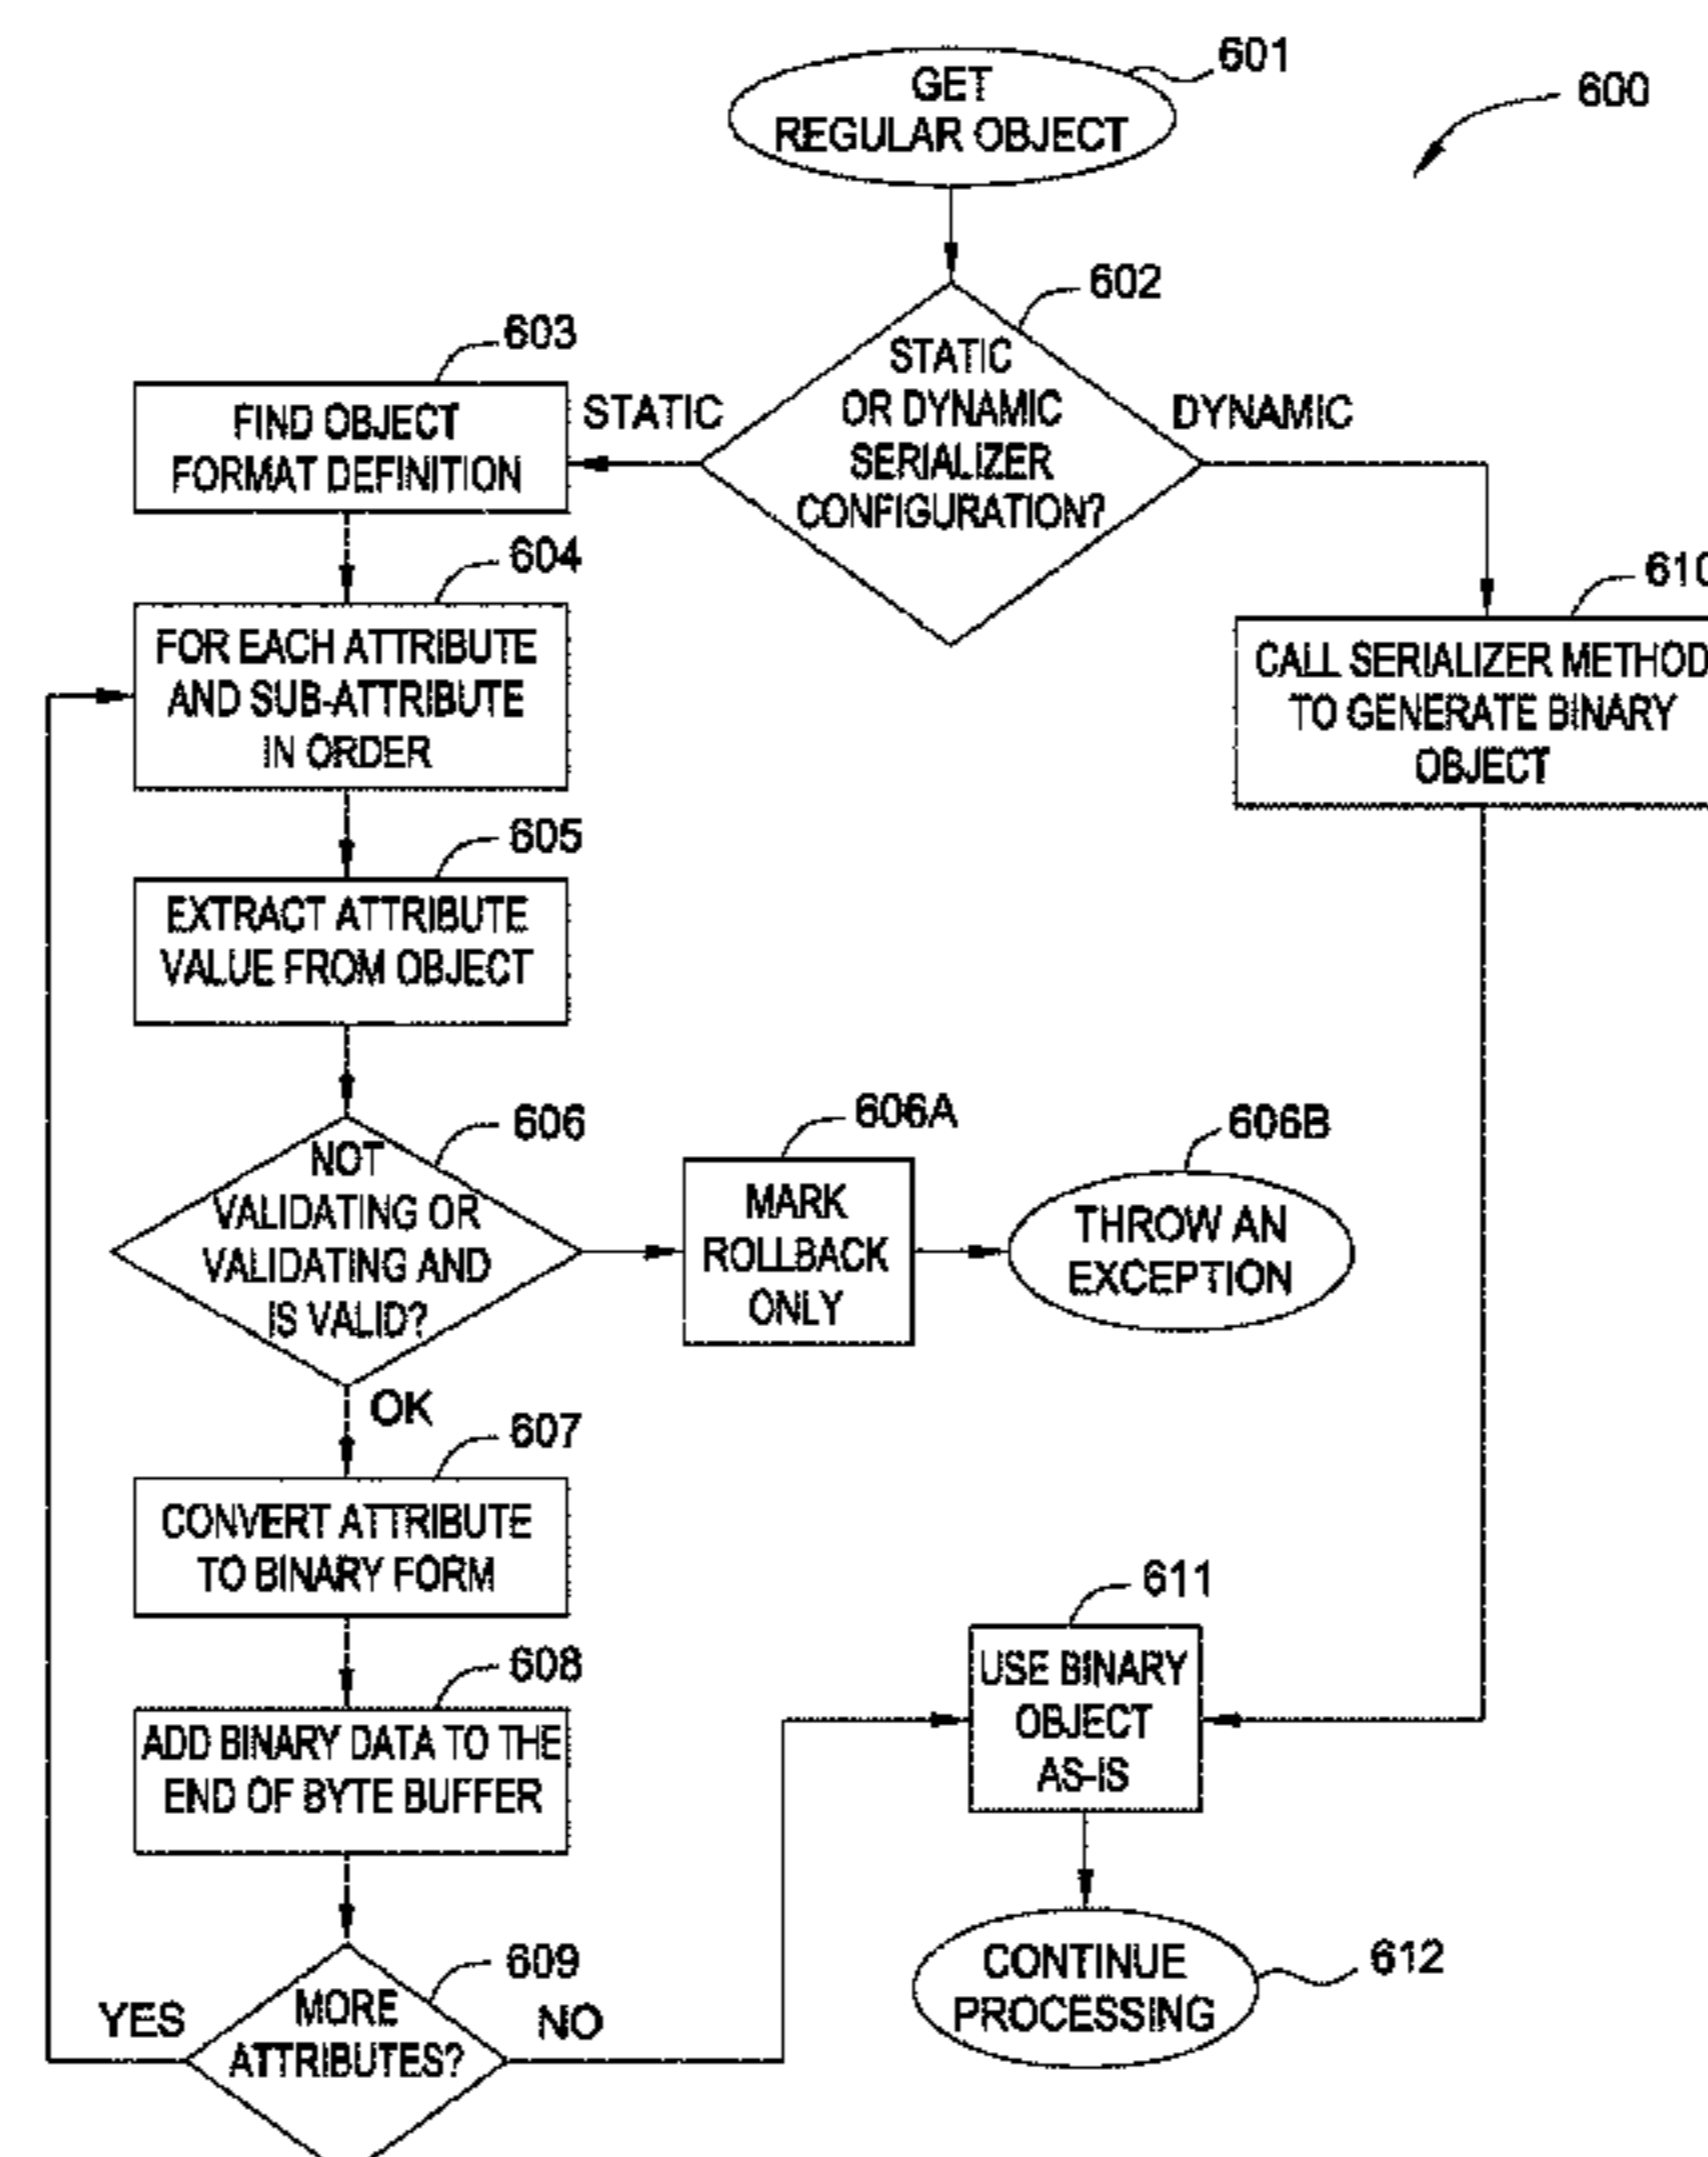 GET
REGULAR OBJECT
601
600
602
STATIC
OR DYNAMIC
SERIALIZER
CONFIGURATION?
STATIC
DYNAMIC
603
FIND OBJECT
FORMAT DEFINITION
604
FOR EACH ATTRIBUTE
AND SUB-ATTRIBUTE
IN ORDER
610
CALL SERIALIZER METHOD
TO GENERATE BINARY
OBJECT
605
EXTRACT ATTRIBUTE
VALUE FROM OBJECT
606
NOT
VALIDATING OR
VALIDATING AND
IS VALID?
606A
MARK
ROLLBACK
ONLY
606B
THROW AN
EXCEPTION
OK
607
CONVERT ATTRIBUTE
TO BINARY FORM
608
ADD BINARY DATA TO THE
END OF BYTE BUFFER
611
USE BINARY
OBJECT
AS-IS
609
MORE
ATTRIBUTES?
YES
NO
CONTINUE
PROCESSING
612